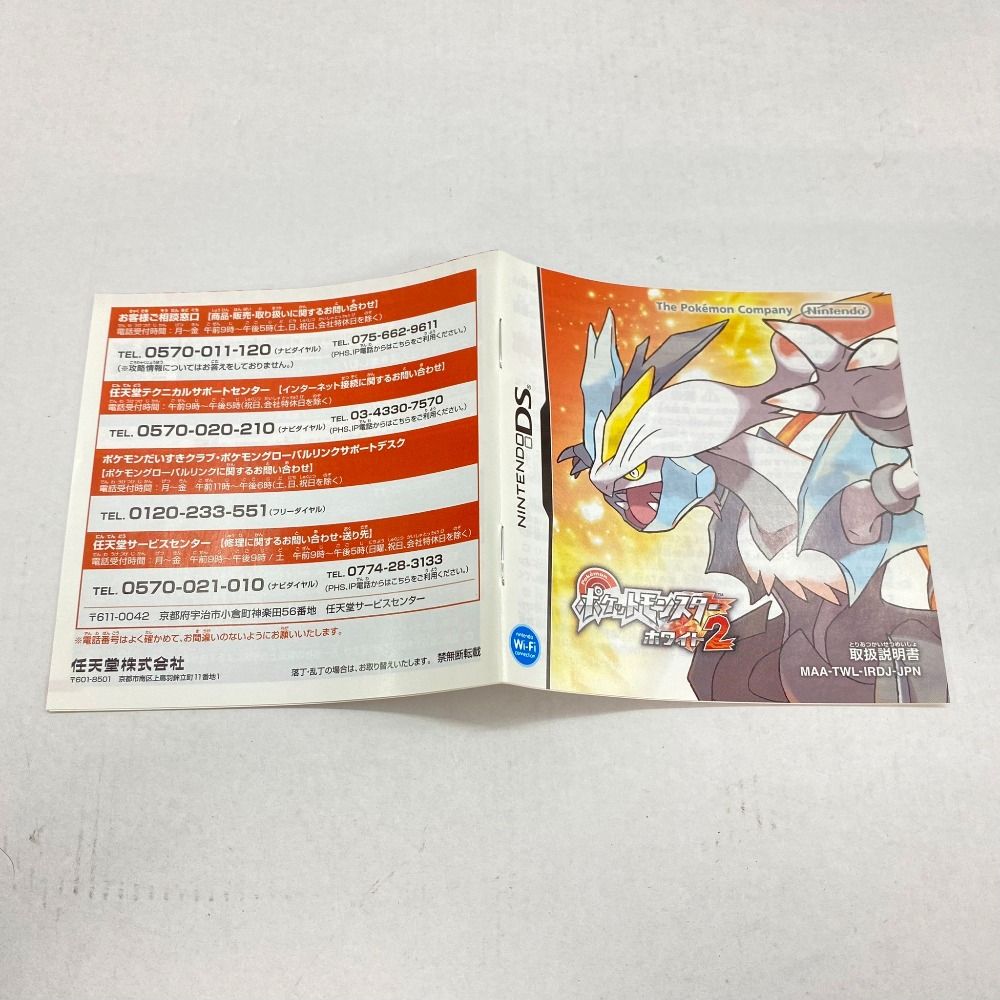 お客様ご相談窓口 【商品・販売・取り扱いに関するお問い合わせ】
電話受付時間：月～金 午前9時～午後5時(土、日、祝日、会社特休日を除く)
TEL. 0570-011-120 (ナビダイヤル) TEL. 075-662-9611
(PHS、IP電話からはこちらをご利用ください。)
(※攻略情報についてはお答えをしておりません。)
任天堂テクニカルサポートセンター 【インターネット接続に関するお問い合わせ】
電話受付時間：午前9時～午後5時(祝日、会社特休日を除く)
TEL. 0570-020-210 (ナビダイヤル) TEL. 03-4330-7570
(PHS、IP電話からはこちらをご利用ください。)
ポケモンだいすきクラブ・ポケモングローバルリンクサポートデスク
【ポケモングローバルリンクに関するお問い合わせ】
電話受付時間：月～金 午前11時～午後6時(土、日、祝日を除く)
TEL. 0120-233-551 (フリーダイヤル)
任天堂サービスセンター 【修理に関するお問い合わせ・送り先】
電話受付時間：月～金 午前9時～午後9時/土 午前9時～午後5時(日曜、祝日、会社特休日を除く)
TEL. 0570-021-010 (ナビダイヤル) TEL. 0774-28-3133
(PHS、IP電話からはこちらをご利用ください。)
〒611-0042 京都府宇治市小倉町神楽田56番地 任天堂サービスセンター
※電話番号はよく確かめて、お間違いのないようにお願いいたします。
任天堂株式会社
〒601-8501 京都市南区上鳥羽鉾立町11番地1
落丁・乱丁の場合は、お取り替えいたします。 禁無断転載
NINTENDO DS
The Pokémon Company Nintendo
Pokémon
ポケットモンスター™
ホワイト2
nintendo
Wi-Fi
connection
とりあつかいせつめいしょ
取扱説明書
MAA-TWL-IRDJ-JPN